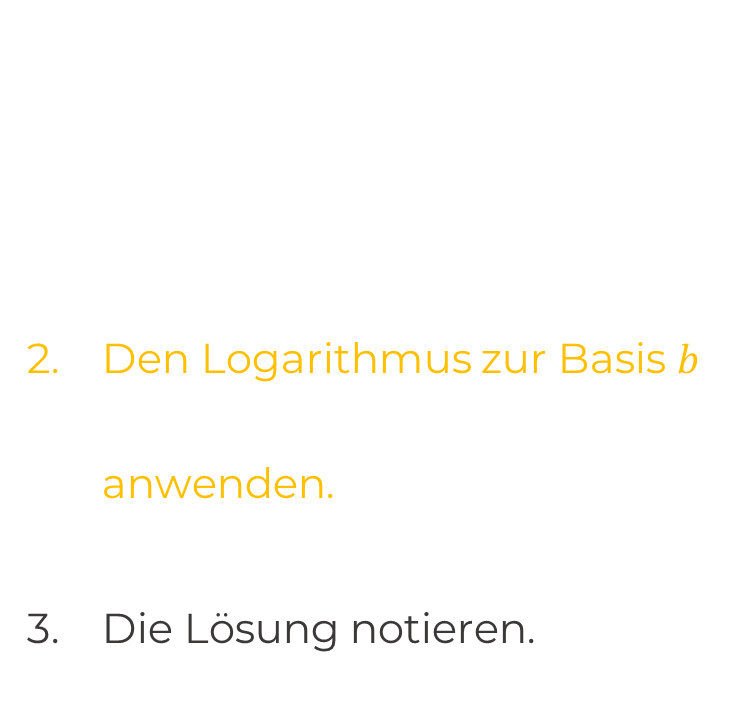 2. Den Logarithmus zur Basis b
anwenden.
3. Die Lösung notieren.